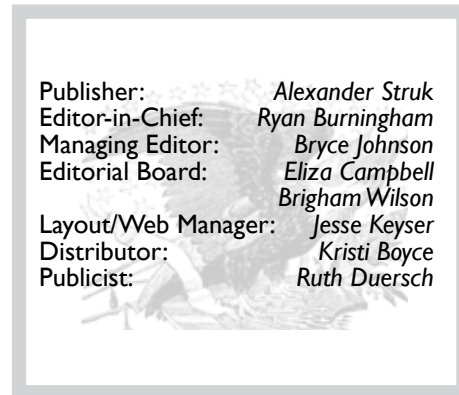 Publisher: Alexander Struk
Editor-in-Chief: Ryan Burningham
Managing Editor: Bryce Johnson
Editorial Board: Eliza Campbell
Brigham Wilson
Layout/Web Manager: Jesse Keyser
Distributor: Kristi Boyce
Publicist: Ruth Duersch